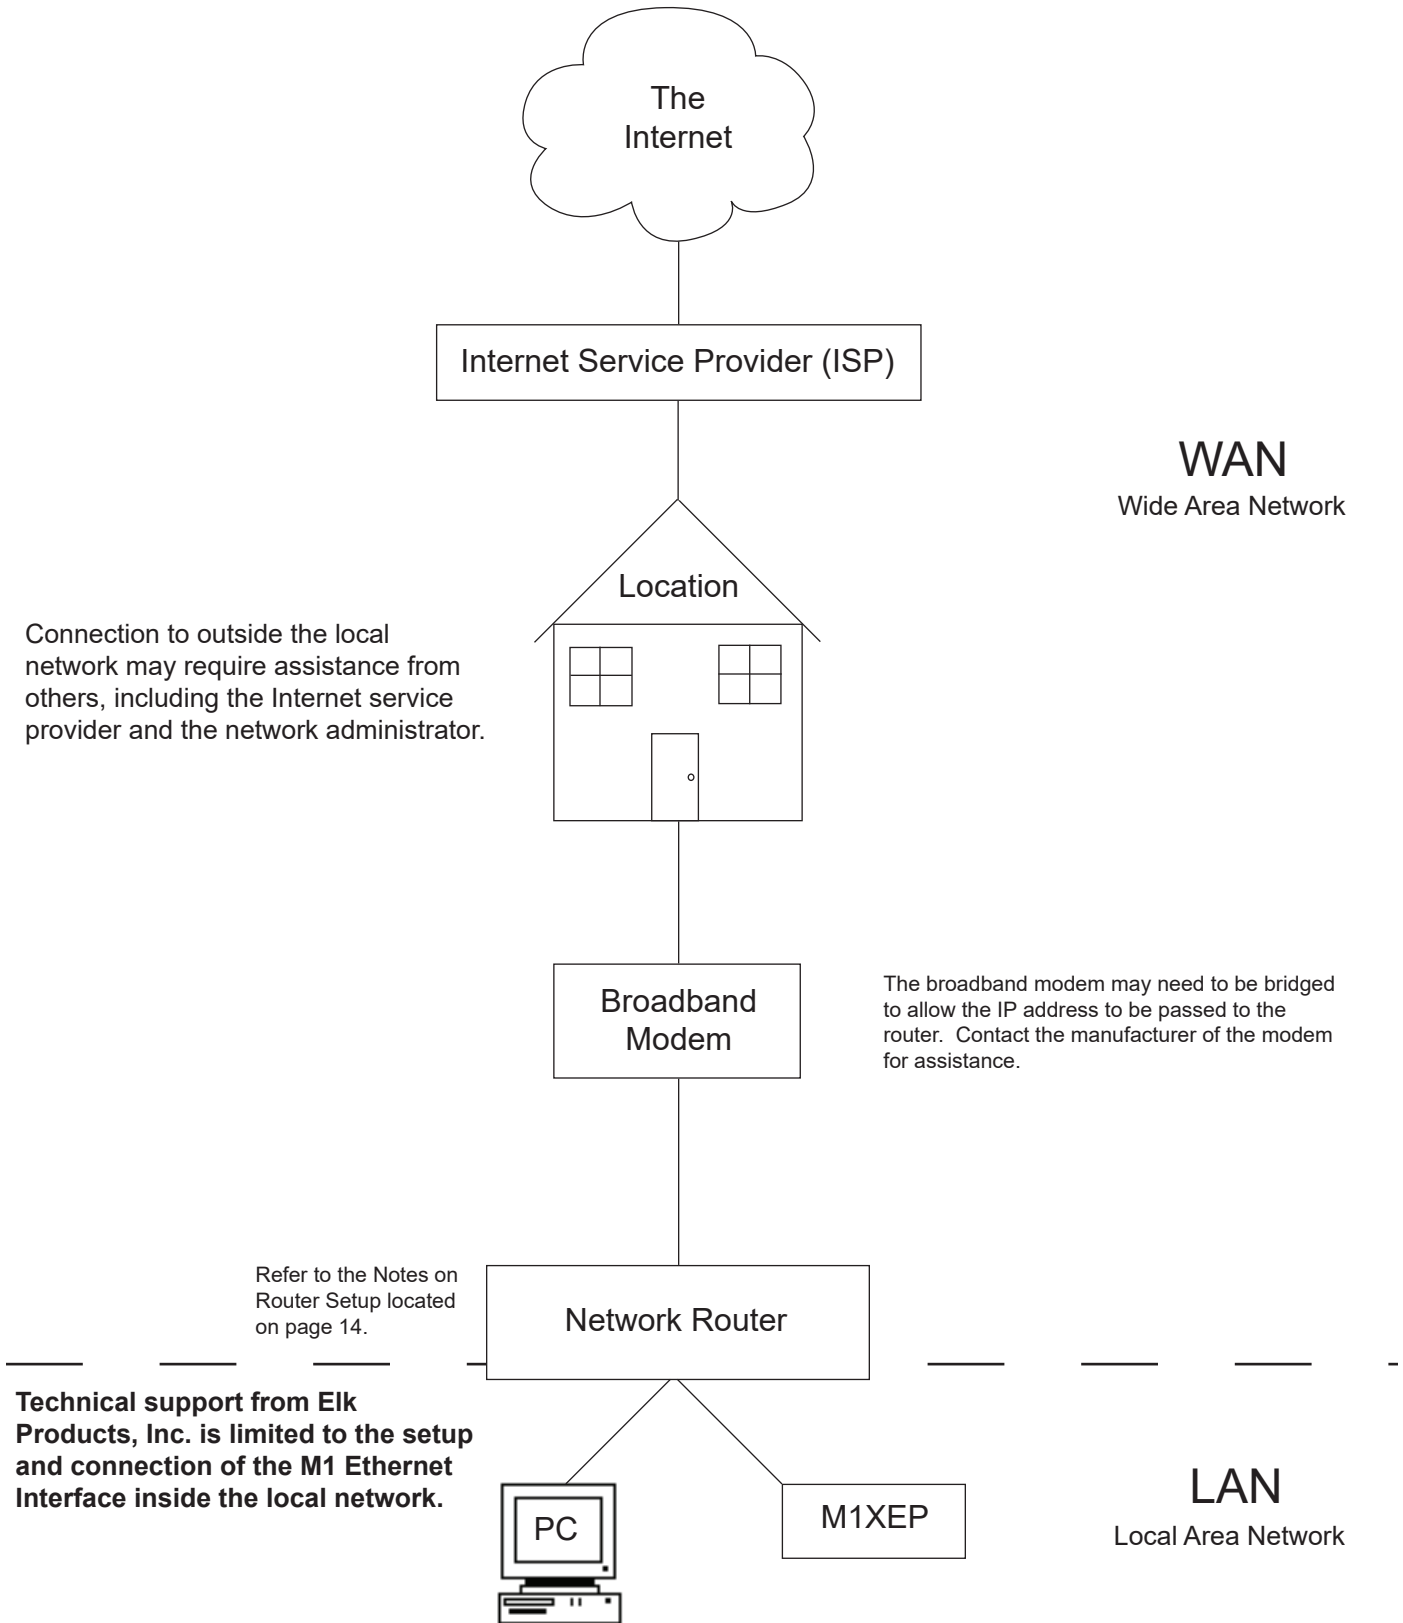 The
Internet
Internet Service Provider (ISP)
WAN
Wide Area Network
Location
Connection to outside the local
network may require assistance from
others, including the Internet service
provider and the network administrator.
Broadband
Modem
The broadband modem may need to be bridged
to allow the IP address to be passed to the
router.  Contact the manufacturer of the modem
for assistance.
Refer to the Notes on
Router Setup located
on page 14.
Network Router
Technical support from Elk
Products, Inc. is limited to the setup
and connection of the M1 Ethernet
Interface inside the local network.
PC
M1XEP
LAN
Local Area Network